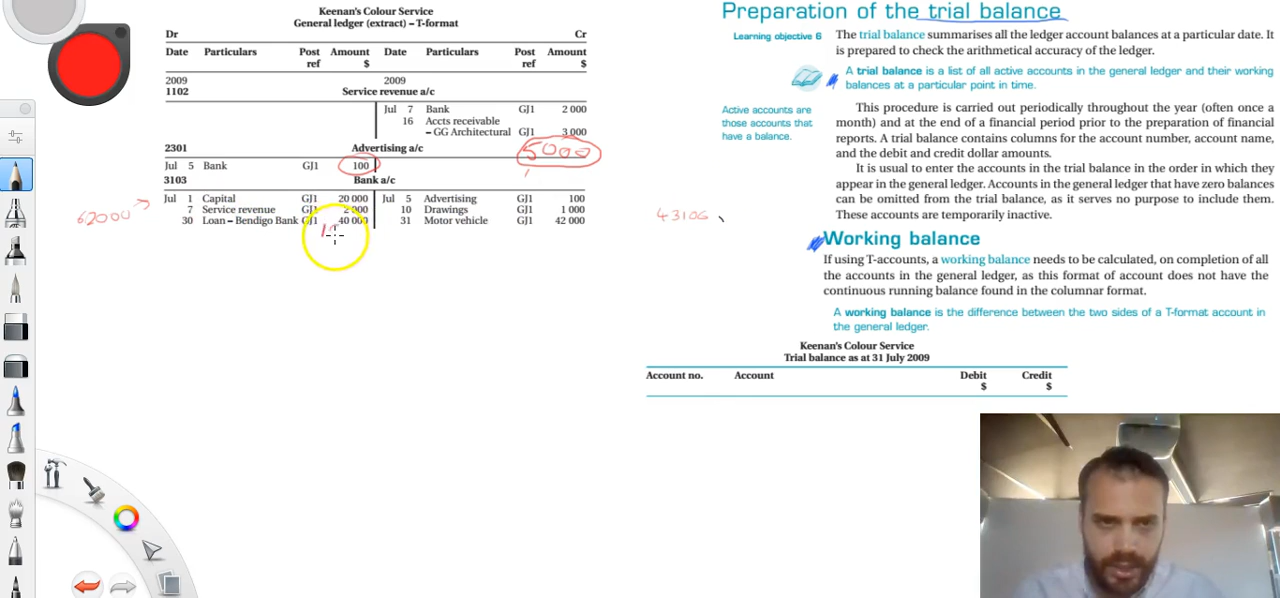 Keenan's Colour Service
General ledger (extract) – T-format
Dr Cr
Date Particulars Post ref Amount $ Date Particulars Post ref Amount $
2009 2009
1102 Service revenue a/c
Jul 7 Bank GJ1 2 000
16 Accts receivable
– GG Architectural GJ1 3 000
5000
2301 Advertising a/c
Jul 5 Bank GJ1 100
3103 Bank a/c
Jul 1 Capital GJ1 20 000 Jul 5 Advertising GJ1 100
7 Service revenue GJ1 2 000 10 Drawings GJ1 1 000
30 Loan – Bendigo Bank GJ1 40 000 31 Motor vehicle GJ1 42 000
62000
43100
Preparation of the trial balance
Learning objective 6
The trial balance summarises all the ledger account balances at a particular date. It
is prepared to check the arithmetical accuracy of the ledger.
A trial balance is a list of all active accounts in the general ledger and their working
balances at a particular point in time.
Active accounts are
those accounts that
have a balance.
This procedure is carried out periodically throughout the year (often once a
month) and at the end of a financial period prior to the preparation of financial
reports. A trial balance contains columns for the account number, account name,
and the debit and credit dollar amounts.
It is usual to enter the accounts in the trial balance in the order in which they
appear in the general ledger. Accounts in the general ledger that have zero balances
can be omitted from the trial balance, as it serves no purpose to include them.
These accounts are temporarily inactive.
Working balance
If using T-accounts, a working balance needs to be calculated, on completion of all
the accounts in the general ledger, as this format of account does not have the
continuous running balance found in the columnar format.
A working balance is the difference between the two sides of a T-format account in
the general ledger.
Keenan's Colour Service
Trial balance as at 31 July 2009
Account no. Account Debit $ Credit $